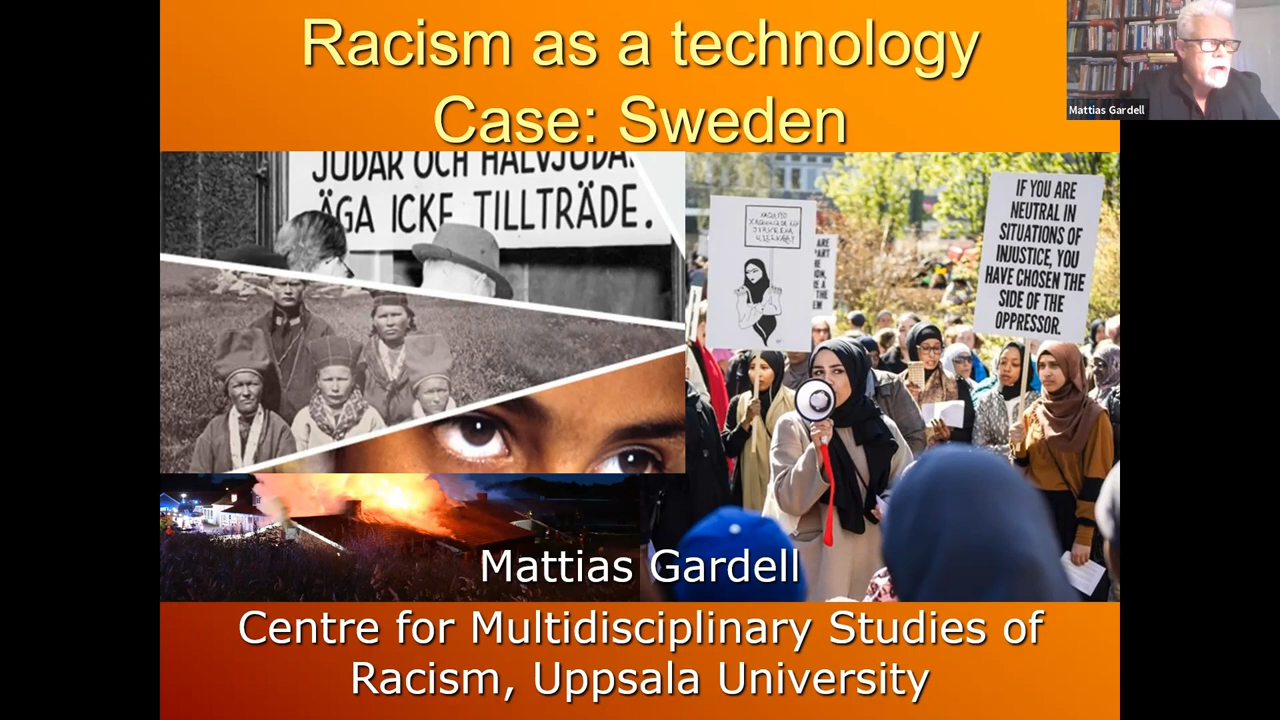 Racism as a technology
Case: Sweden
Mattias Gardell
JUDAR OCH HALVJUDAR
ÄGA ICKE TILLTRÄDE.
IF YOU ARE
NEUTRAL IN
SITUATIONS OF
INJUSTICE, YOU
HAVE CHOSEN THE
SIDE OF THE
OPPRESSOR.
ARE
Mattias Gardell
Centre for Multidisciplinary Studies of
Racism, Uppsala University